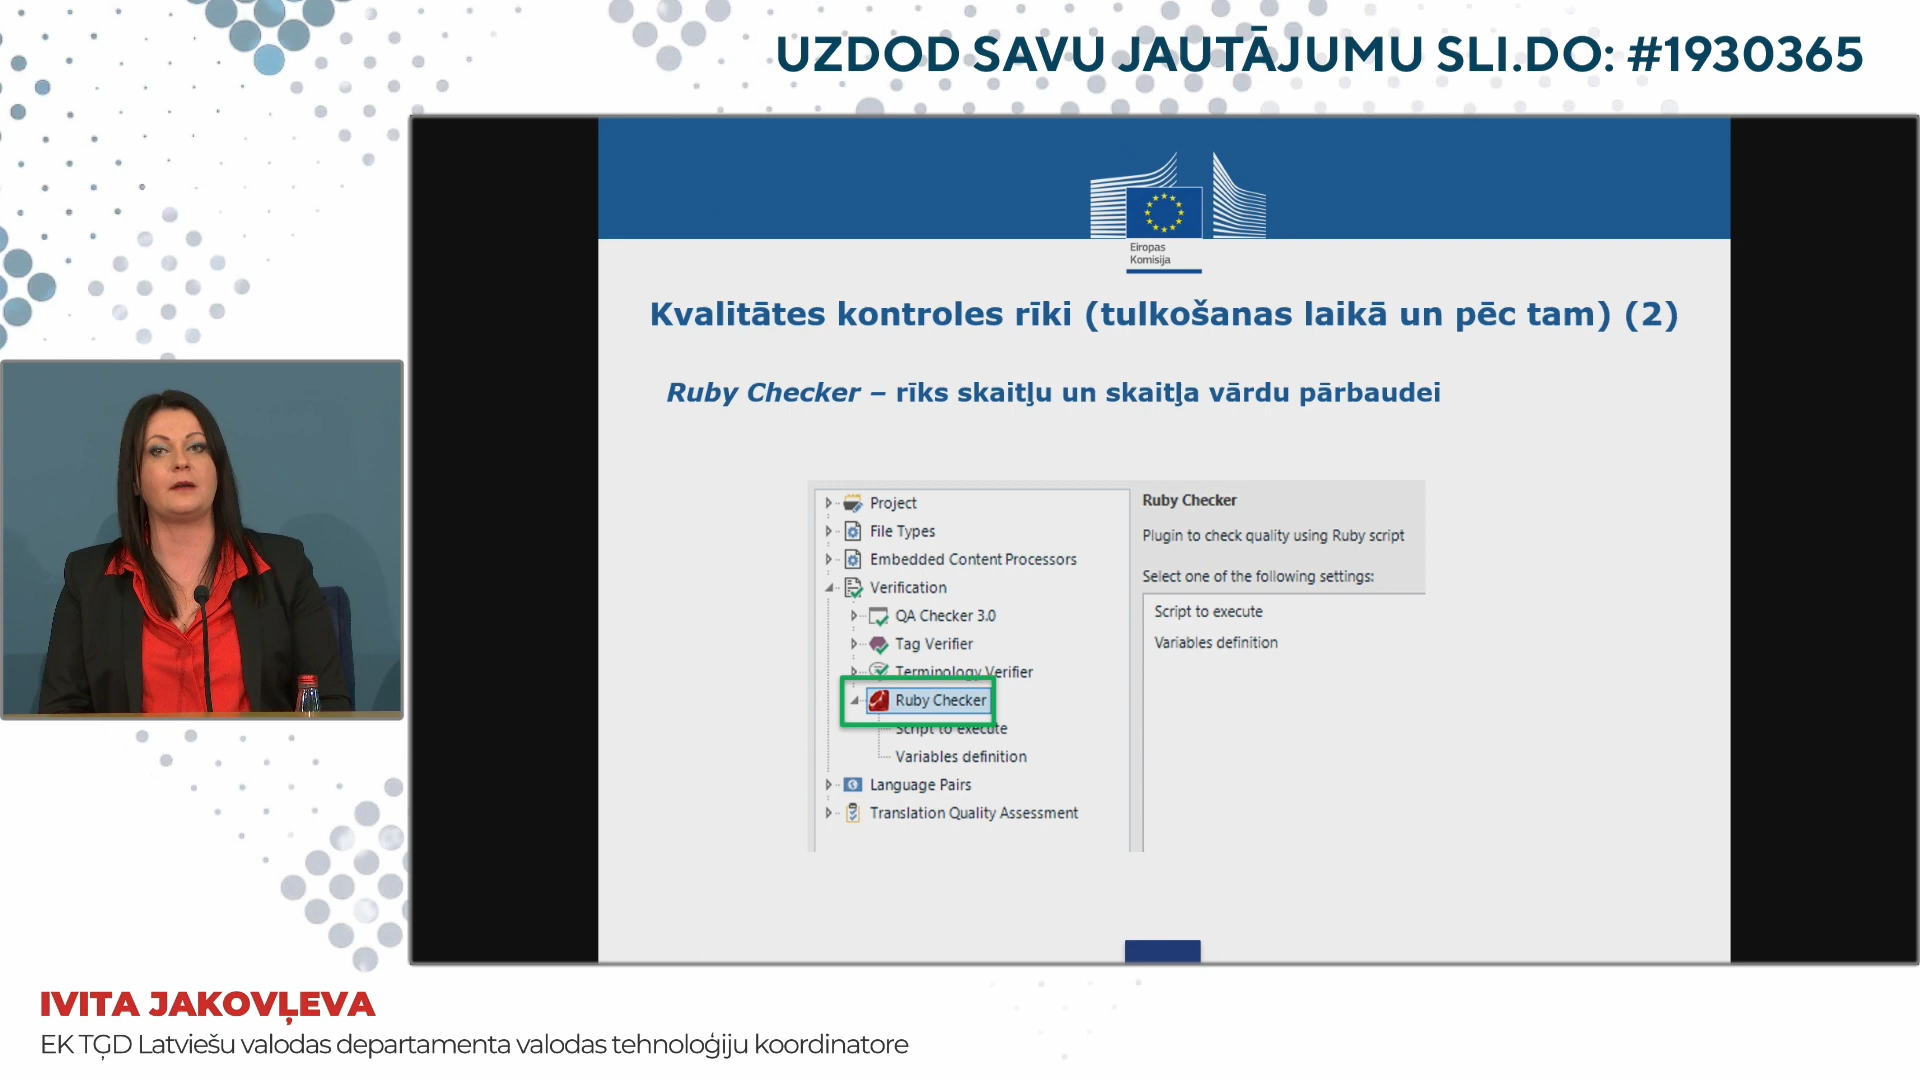 UZDOD SAVU JAUTĀJUMU SLI.DO: #1930365
Eiropas
Komisija
Kvalitātes kontroles rīki (tulkošanas laikā un pēc tam) (2)
Ruby Checker – rīks skaitļu un skaitļa vārdu pārbaudei
Project
File Types
Embedded Content Processors
Verification
QA Checker 3.0
Tag Verifier
Terminology Verifier
Ruby Checker
Script to execute
Variables definition
Language Pairs
Translation Quality Assessment
Ruby Checker
Plugin to check quality using Ruby script
Select one of the following settings:
Script to execute
Variables definition
IVITA JAKOVĻEVA
EK TĢD Latviešu valodas departamenta valodas tehnoloģiju koordinatore